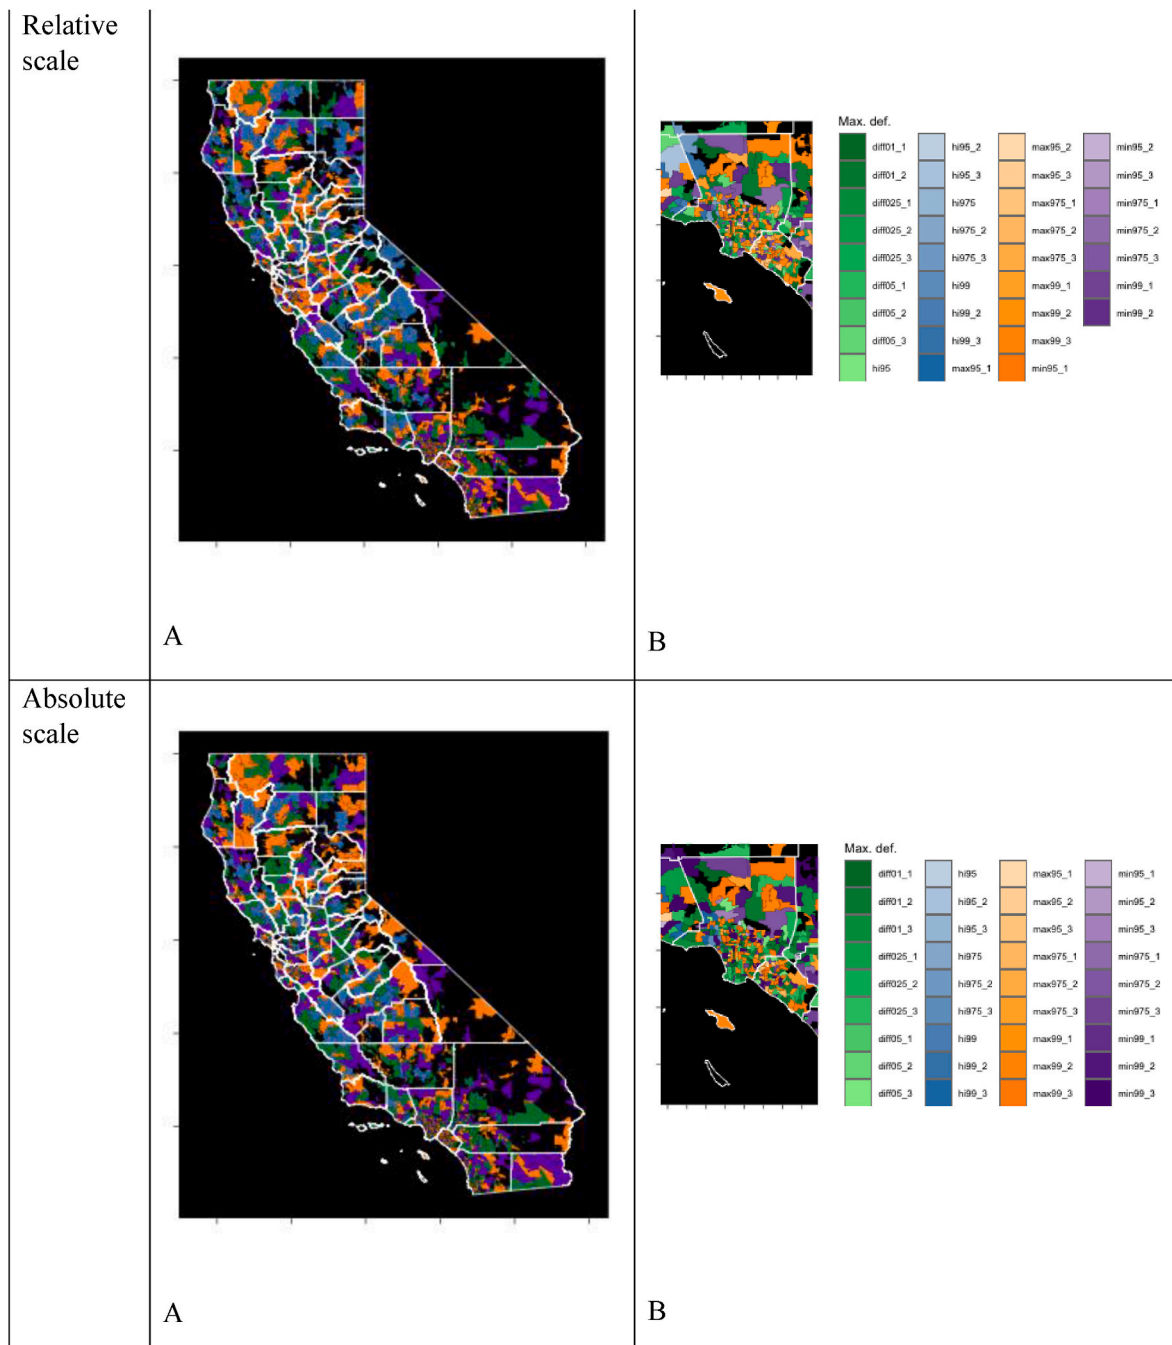 Relative
scale
Max. def.
diff01_1
diff01_2
diff025_1
diff025_2
diff025_3
diff05_1
diff05_2
diff05_3
hi95
hi95_2
hi95_3
hi975
hi975_2
hi975_3
hi99
hi99_2
hi99_3
max95_1
max95_2
max95_3
max975_1
max975_2
max975_3
max99_1
max99_2
max99_3
min95_1
min95_2
min95_3
min975_1
min975_2
min975_3
min99_1
min99_2
A
B
Absolute
scale
Max. def.
diff01_1
diff01_2
diff01_3
diff025_1
diff025_2
diff025_3
diff05_1
diff05_2
diff05_3
hi95
hi95_2
hi95_3
hi975
hi975_2
hi975_3
hi99
hi99_2
hi99_3
max95_1
max95_2
max95_3
max975_1
max975_2
max975_3
max99_1
max99_2
max99_3
min95_1
min95_2
min95_3
min975_1
min975_2
min975_3
min99_1
min99_2
min99_3
A
B